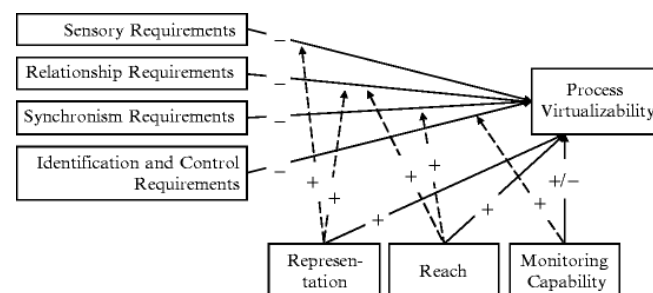 Sensory Requirements
Relationship Requirements
Synchronism Requirements
Identification and Control
Requirements
−
−
−
−
Process
Virtualizability
+
+
+
+
+
+
+
+/−
Represen-
tation
Reach
Monitoring
Capability